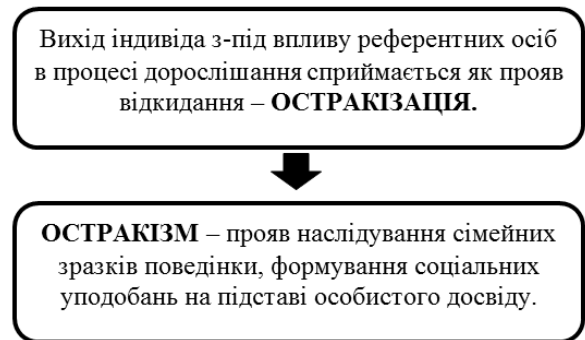 Вихід індивіда з-під впливу референтних осіб
в процесі дорослішання сприймається як прояв
відкидання – ОСТРАКІЗАЦІЯ.
ОСТРАКІЗМ – прояв наслідування сімейних
зразків поведінки, формування соціальних
уподобань на підставі особистого досвіду.